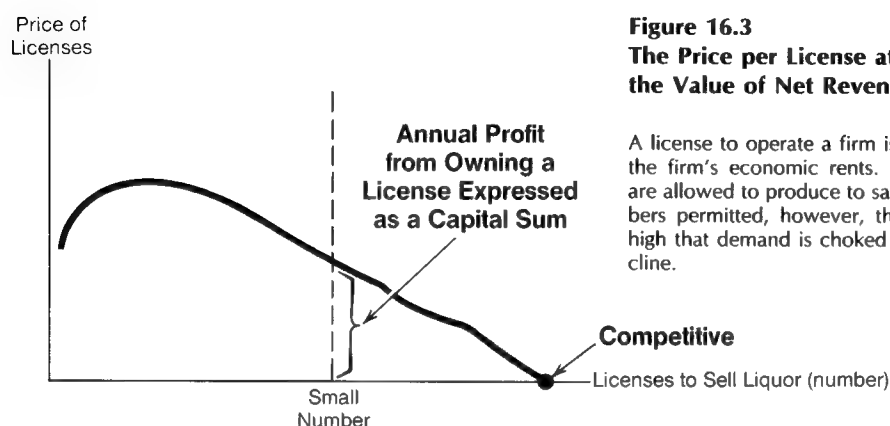 Price of
Licenses
Annual Profit
from Owning a
License Expressed
as a Capital Sum
Competitive
Licenses to Sell Liquor (number)
Small
Number
Figure 16.3
The Price per License at
the Value of Net Reven
A license to operate a firm is
the firm's economic rents.
are allowed to produce to sa
bers permitted, however, th
high that demand is choked
cline.